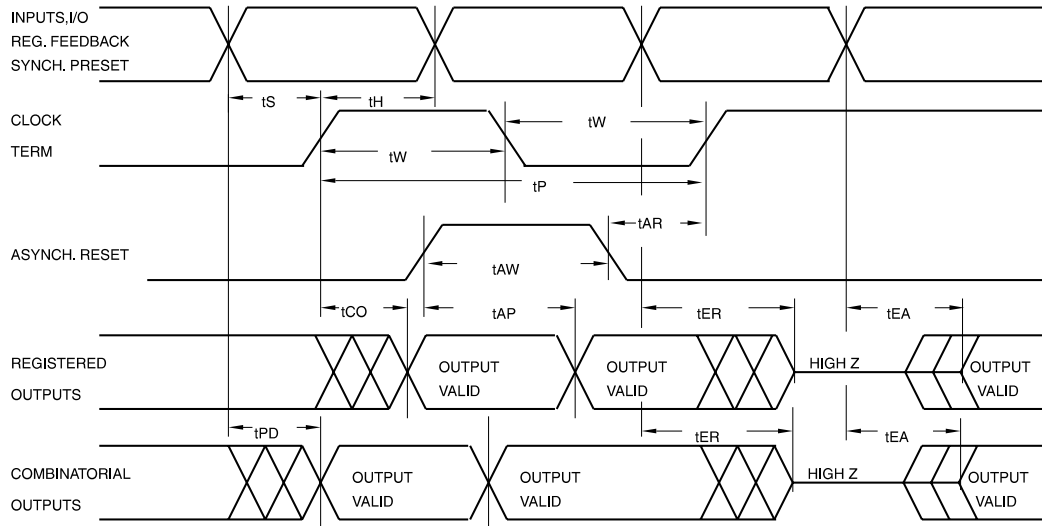 INPUTS,I/O
REG. FEEDBACK
SYNCH. PRESET
tS
tH
CLOCK
TERM
tW
tW
tP
tAR
ASYNCH. RESET
tAW
tCO
tAP
tER
tEA
REGISTERED
OUTPUTS
OUTPUT
VALID
OUTPUT
VALID
HIGH Z
OUTPUT
VALID
tPD
tER
tEA
COMBINATORIAL
OUTPUTS
OUTPUT
VALID
OUTPUT
VALID
HIGH Z
OUTPUT
VALID